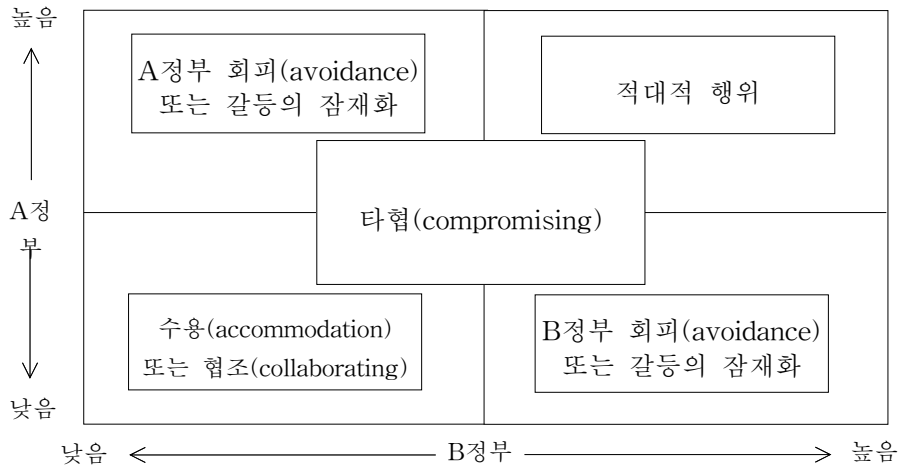 높음
A정부 회피(avoidance)
또는 갈등의 잠재화
적대적 행위
A정
부
타협(compromising)
수용(accommodation)
또는 협조(collaborating)
B정부 회피(avoidance)
또는 갈등의 잠재화
낮음
낮음
B정부
높음